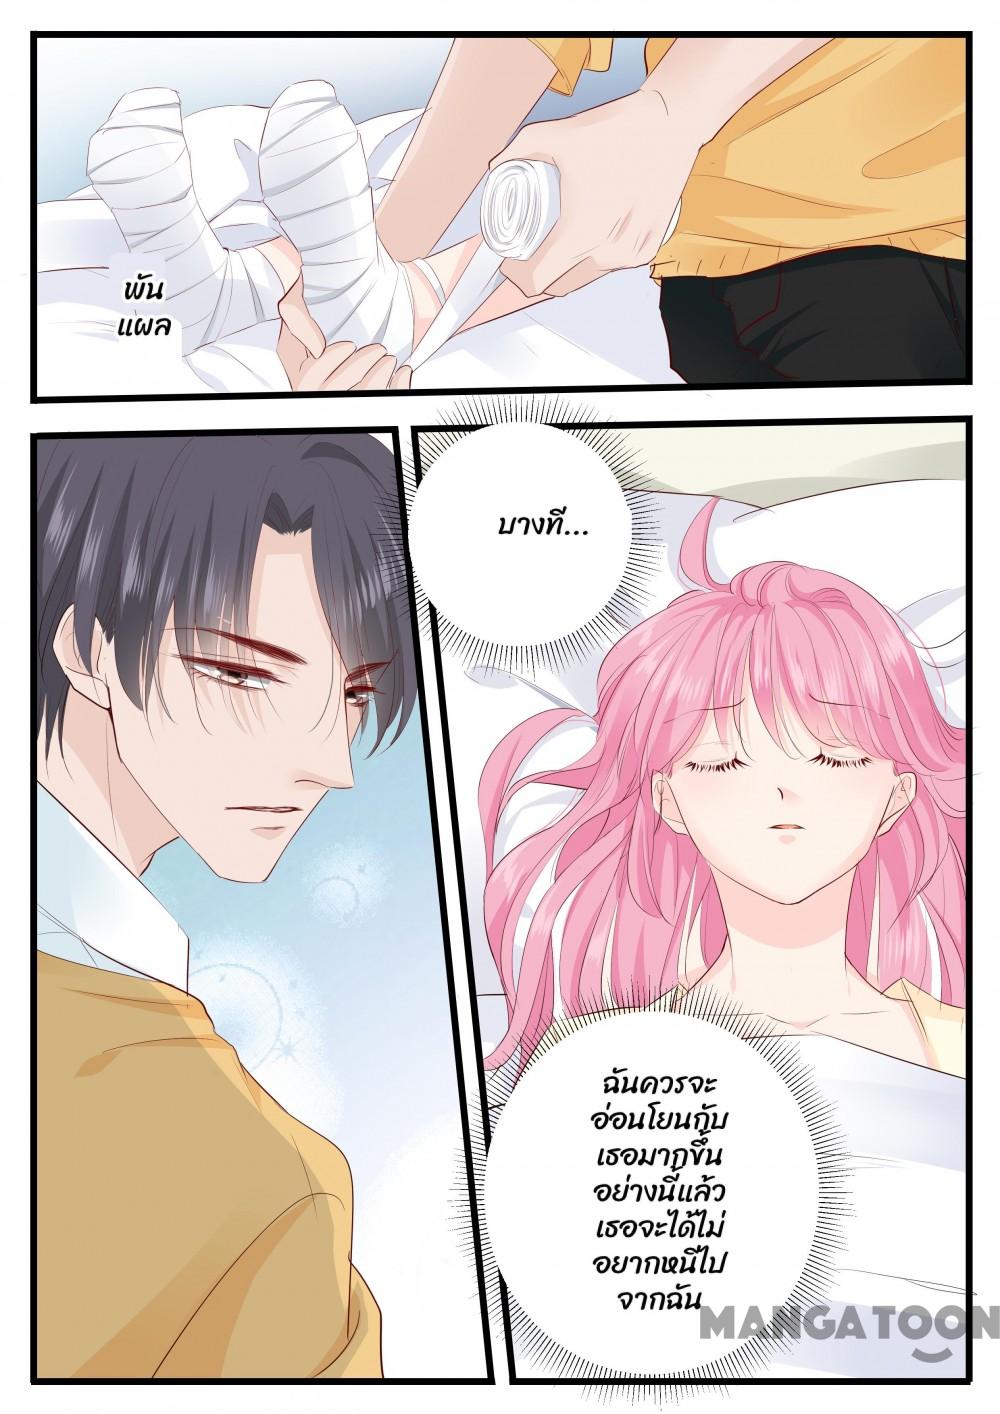 พัน
แผล
บางที...
ฉันควรจะ
อ่อนโยนกับ
เธอมากขึ้น
อย่างนี้แล้ว
เธอจะได้ไม่
อยากหนีไป
จากฉัน
MANGATOON